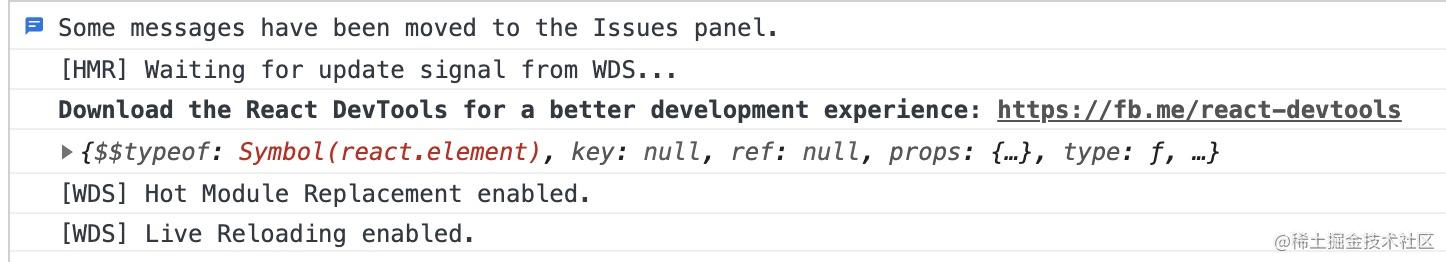 Some messages have been moved to the Issues panel.
[HMR] Waiting for update signal from WDS...
Download the React DevTools for a better development experience: https://fb.me/react-devtools
▶{$$typeof: Symbol(react.element), key: null, ref: null, props: {…}, type: ƒ, …}
[WDS] Hot Module Replacement enabled.
[WDS] Live Reloading enabled.
@稀土掘金技术社区